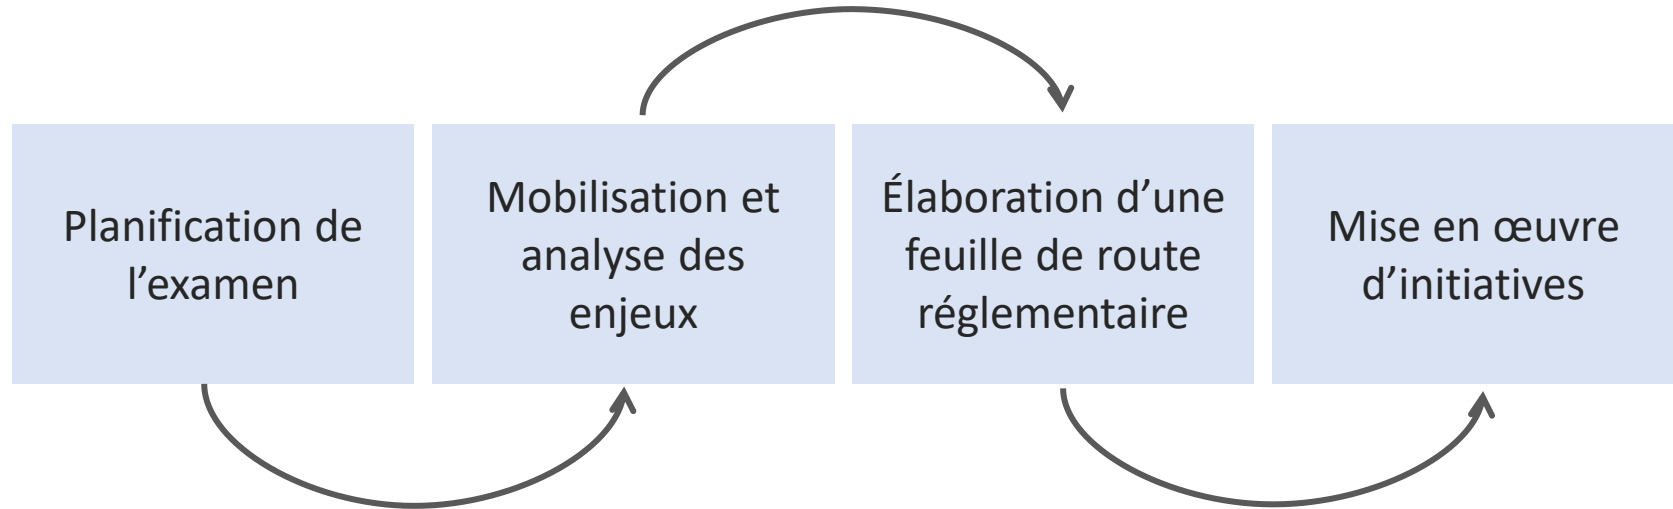 Planification de
l’examen
Mobilisation et
analyse des
enjeux
Élaboration d’une
feuille de route
réglementaire
Mise en œuvre
d’initiatives